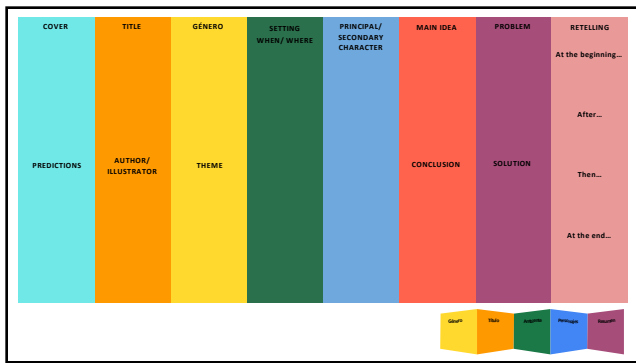 COVER
PREDICTIONS
TITLE
AUTHOR/
ILLUSTRATOR
GÉNERO
THEME
SETTING
WHEN/ WHERE
PRINCIPAL/
SECONDARY
CHARACTER
MAIN IDEA
CONCLUSION
PROBLEM
SOLUTION
RETELLING
At the beginning...
After...
Then...
At the end...
Título